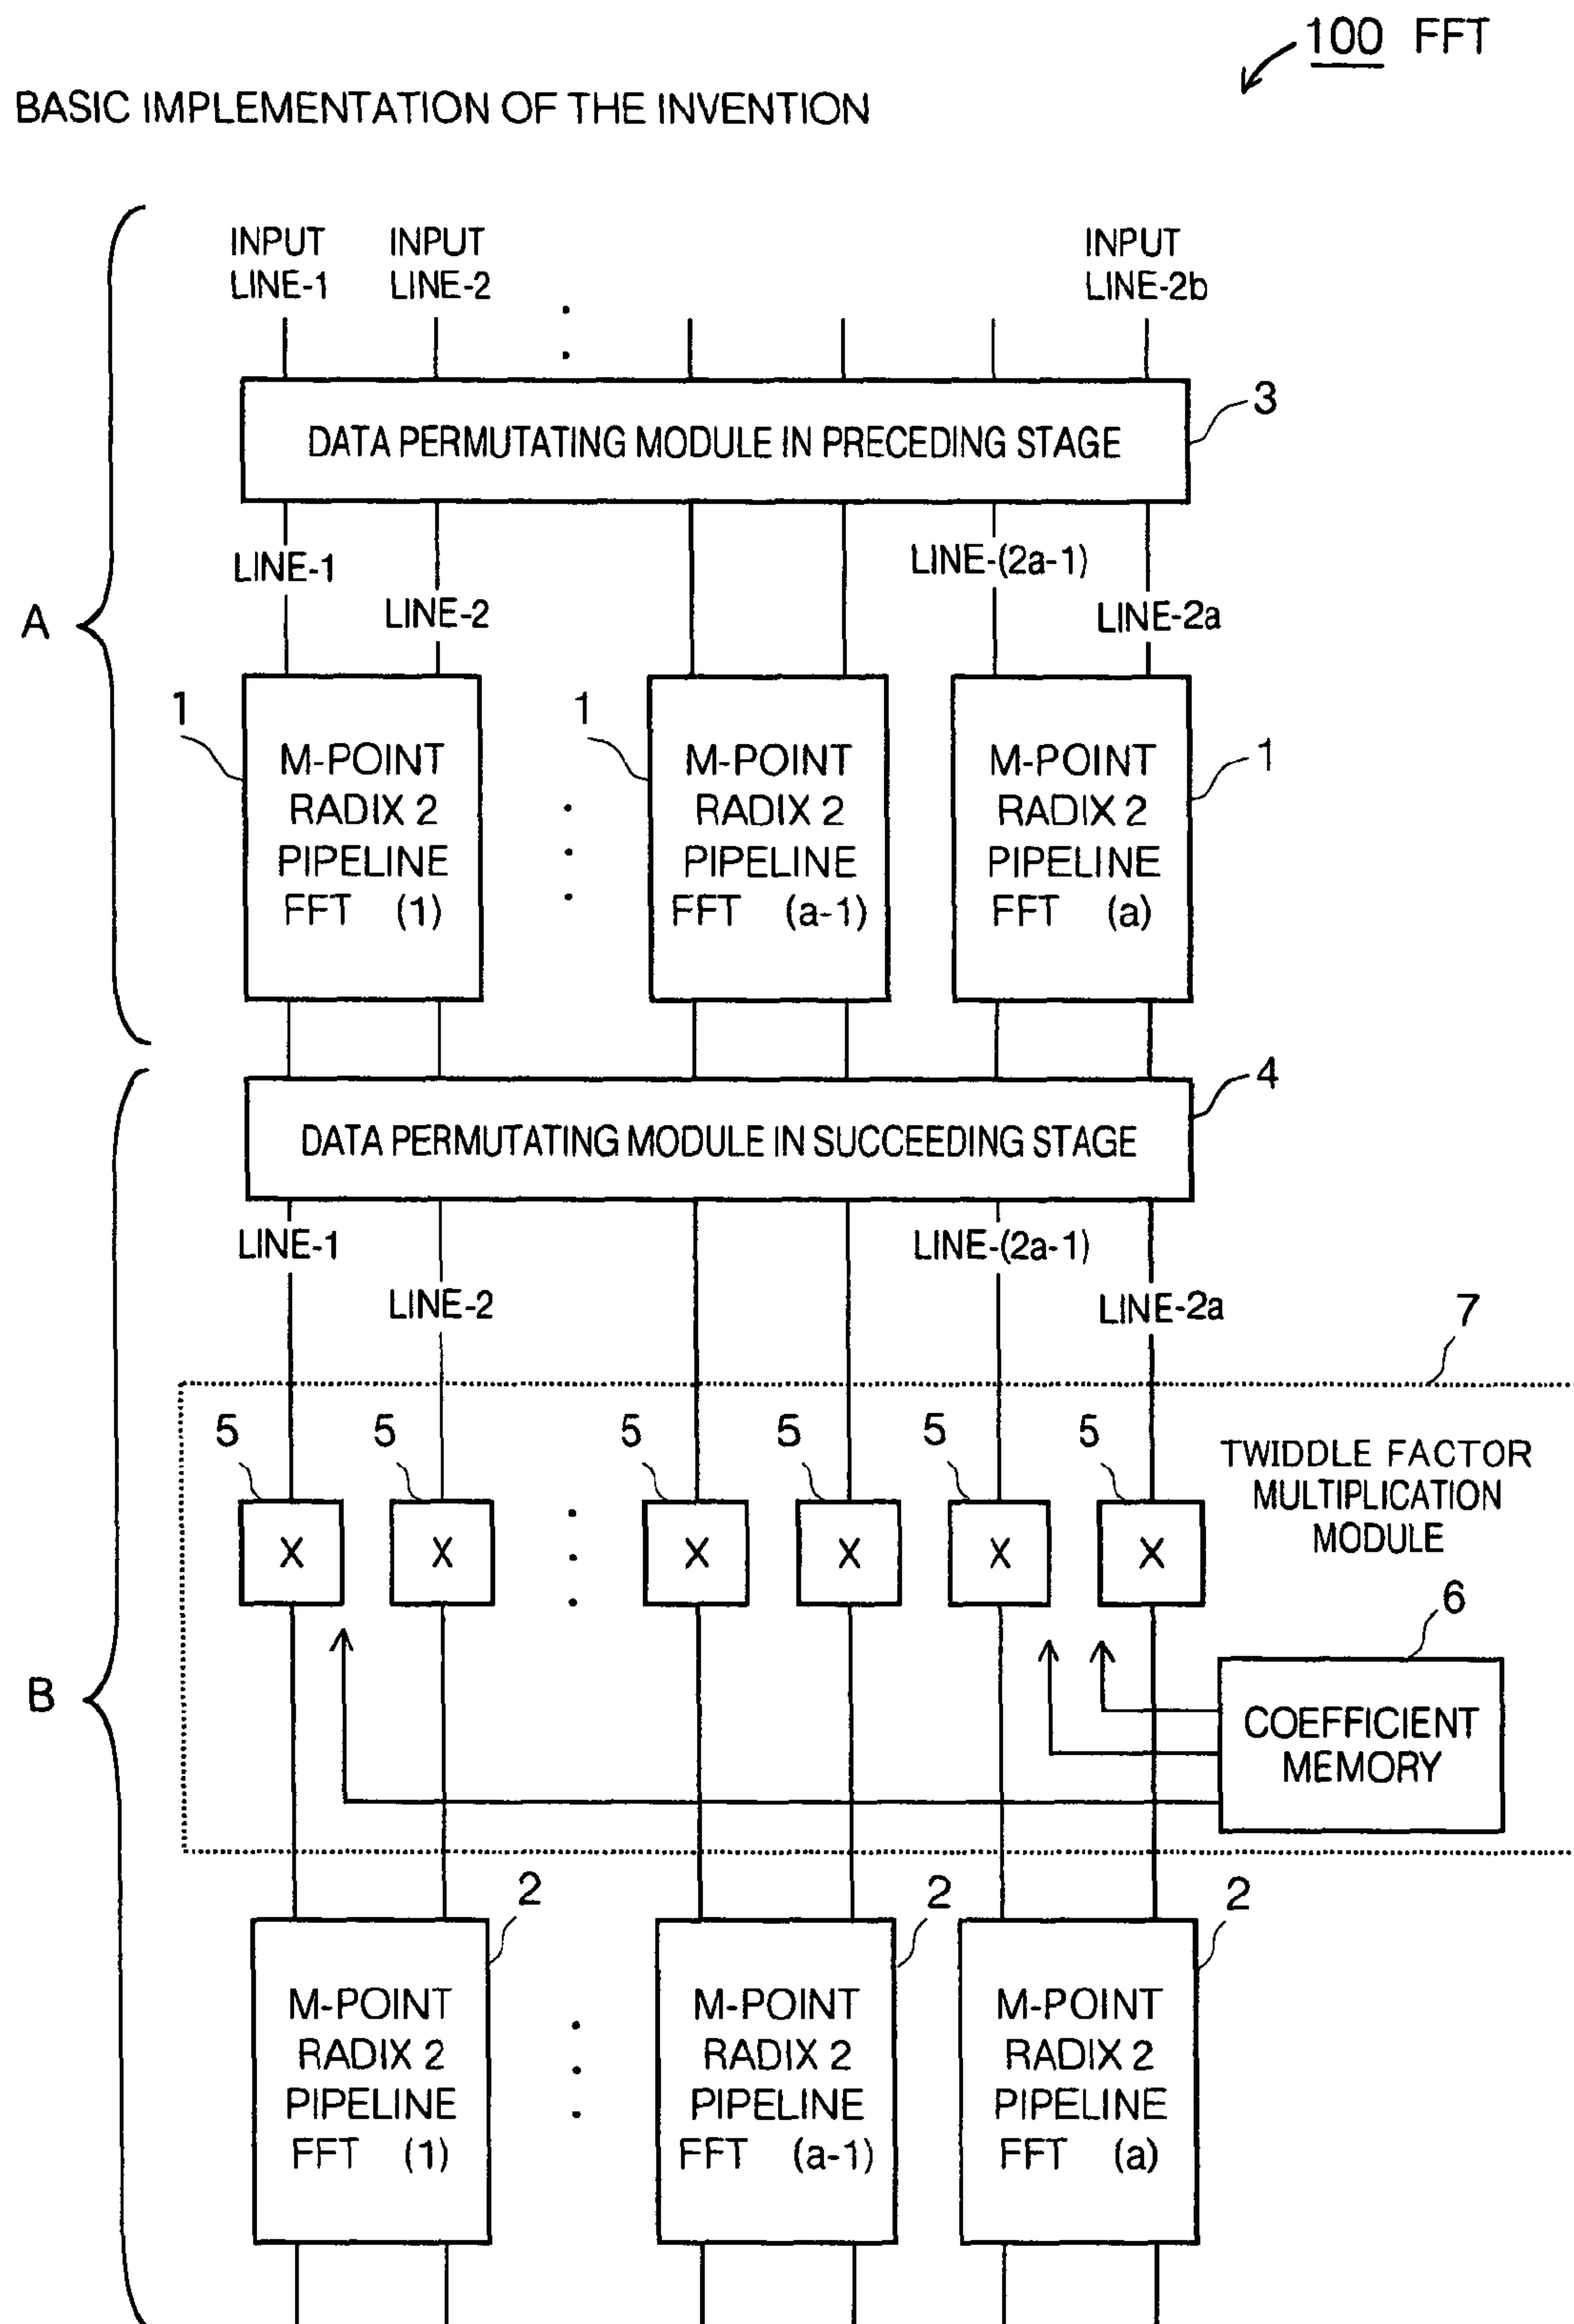 100 FFT
BASIC IMPLEMENTATION OF THE INVENTION
INPUT LINE-1
INPUT LINE-2
INPUT LINE-2b
3
DATA PERMUTATING MODULE IN PRECEDING STAGE
LINE-1
LINE-2
LINE-(2a-1)
LINE-2a
A
1
1
1
M-POINT
RADIX 2
PIPELINE
FFT (1)
M-POINT
RADIX 2
PIPELINE
FFT (a-1)
M-POINT
RADIX 2
PIPELINE
FFT (a)
4
DATA PERMUTATING MODULE IN SUCCEEDING STAGE
LINE-1
LINE-2
LINE-(2a-1)
LINE-2a
7
5
5
5
5
5
5
TWIDDLE FACTOR
MULTIPLICATION
MODULE
X
X
X
X
X
X
6
B
COEFFICIENT
MEMORY
2
2
2
M-POINT
RADIX 2
PIPELINE
FFT (1)
M-POINT
RADIX 2
PIPELINE
FFT (a-1)
M-POINT
RADIX 2
PIPELINE
FFT (a)